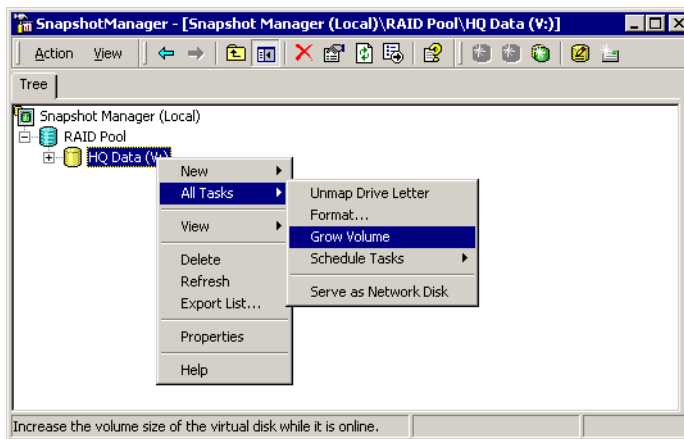 SnapshotManager - [Snapshot Manager (Local)\RAID Pool\HQ Data (V:)]
Action View
Tree
Snapshot Manager (Local)
RAID Pool
HQ Data (V:)
New
All Tasks
View
Delete
Refresh
Export List...
Properties
Help
Unmap Drive Letter
Format...
Grow Volume
Schedule Tasks
Serve as Network Disk
Increase the volume size of the virtual disk while it is online.